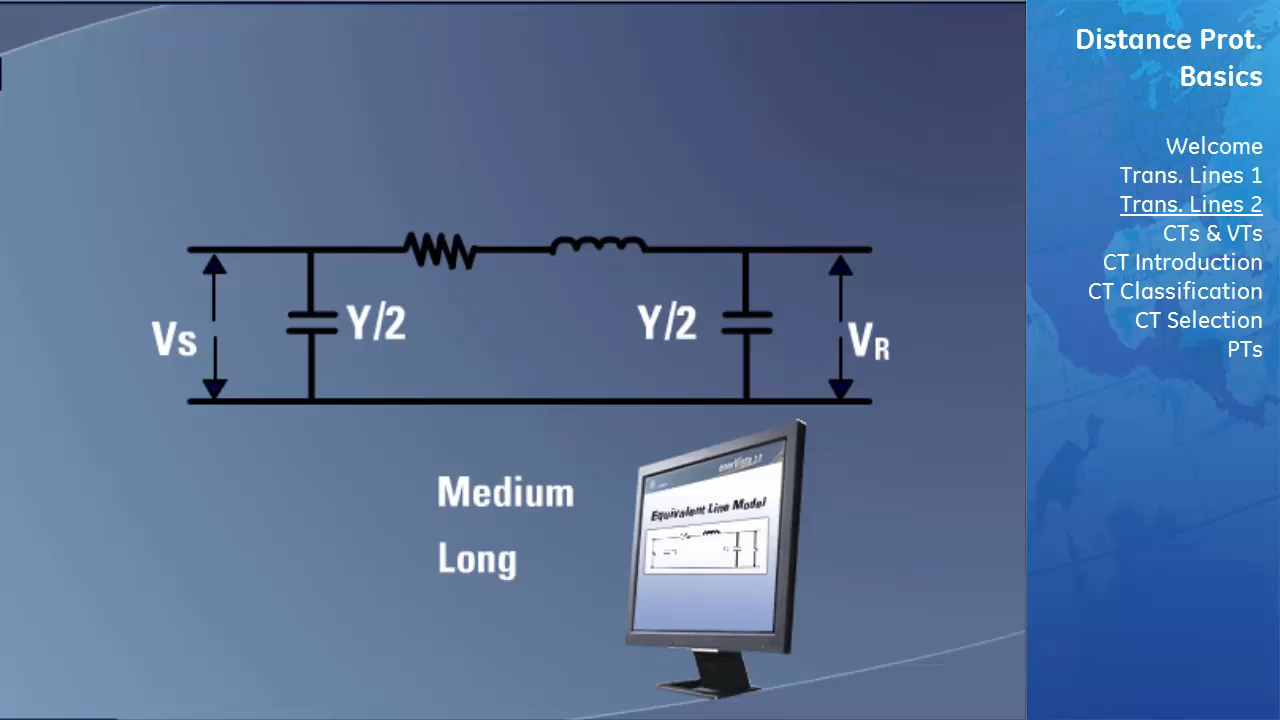 Vs
Y/2
Y/2
VR
Medium
Long
enerVista
Equivalent Line Model
Distance Prot.
Basics
Welcome
Trans. Lines 1
Trans. Lines 2
CTs & VTs
CT Introduction
CT Classification
CT Selection
PTs